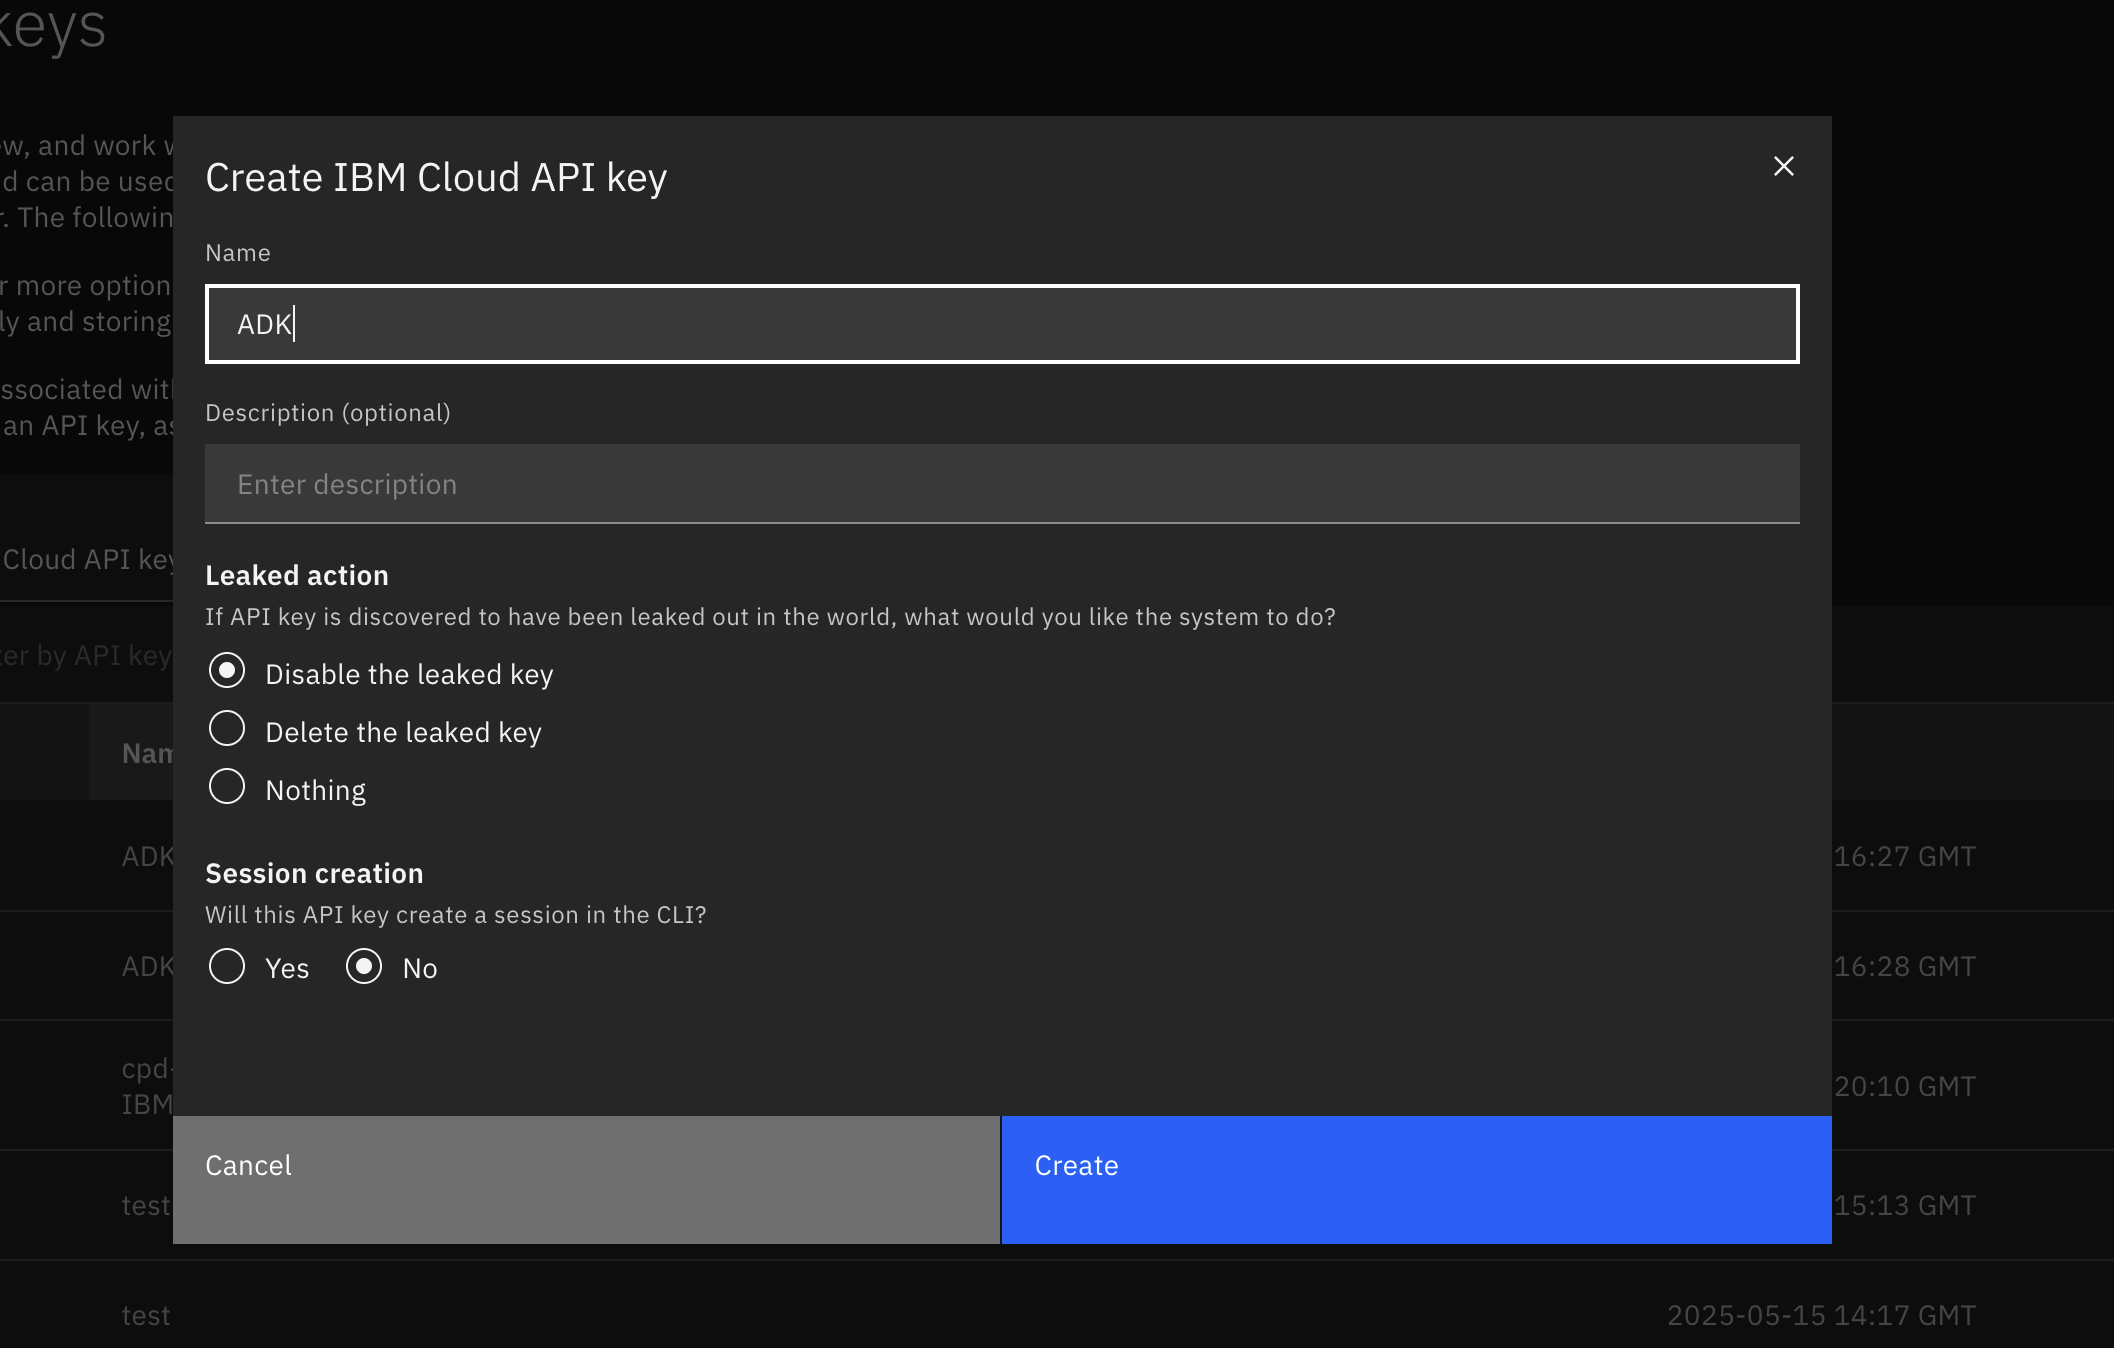 keys
ew, and work
d can be used
r. The followin
r more option
ly and storing
ssociated with
an API key, as
Cloud API key
ter by API key
Nam
ADK
16:27 GMT
ADK
16:28 GMT
cpd-
IBM
20:10 GMT
test
15:13 GMT
test
2025-05-15 14:17 GMT
Create IBM Cloud API key
Name
ADK
Description (optional)
Enter description
Leaked action
If API key is discovered to have been leaked out in the world, what would you like the system to do?
Disable the leaked key
Delete the leaked key
Nothing
Session creation
Will this API key create a session in the CLI?
Yes No
Cancel
Create